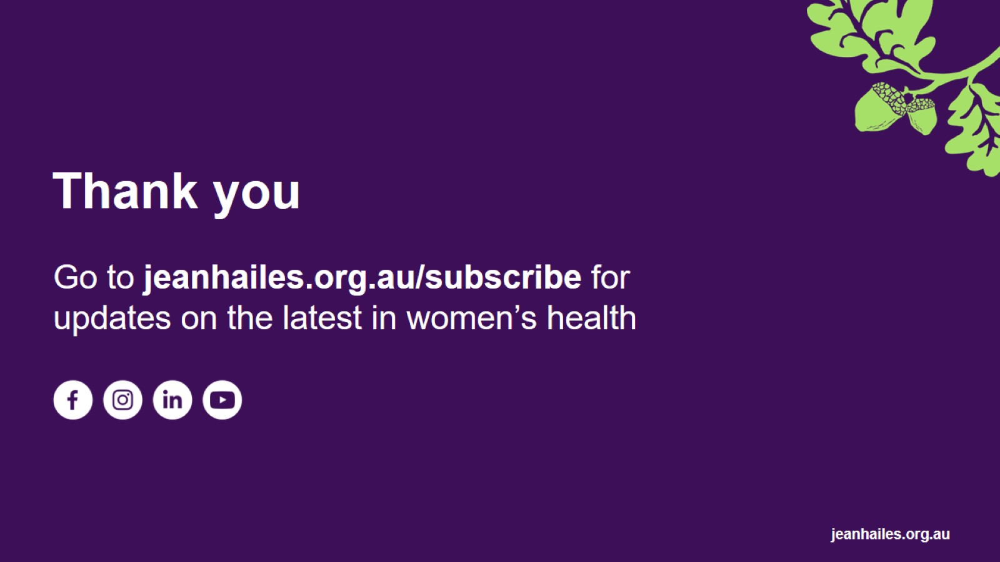 Thank you
Go to jeanhailes.org.au/subscribe for
updates on the latest in women’s health
jeanhailes.org.au